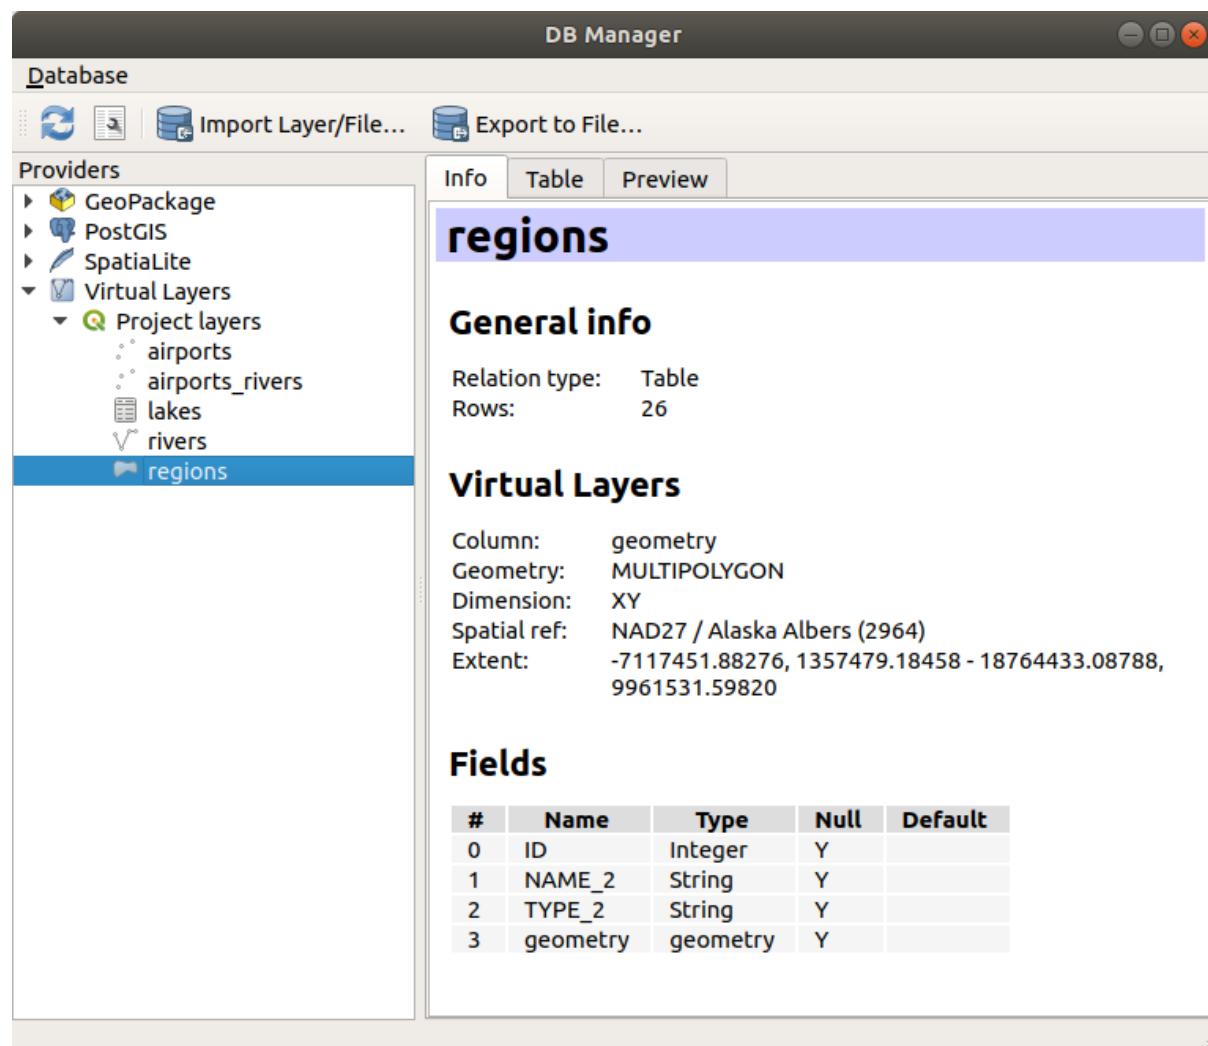 DB Manager
Database
Import Layer/File... Export to File...
Providers
GeoPackage
PostGIS
SpatiaLite
Virtual Layers
Project layers
airports
airports_rivers
lakes
rivers
regions
Info Table Preview
regions
General info
Relation type: Table
Rows: 26
Virtual Layers
Column: geometry
Geometry: MULTIPOLYGON
Dimension: XY
Spatial ref: NAD27 / Alaska Albers (2964)
Extent: -7117451.88276, 1357479.18458 - 18764433.08788,
9961531.59820
Fields
# Name Type Null Default
0 ID Integer Y
1 NAME_2 String Y
2 TYPE_2 String Y
3 geometry geometry Y